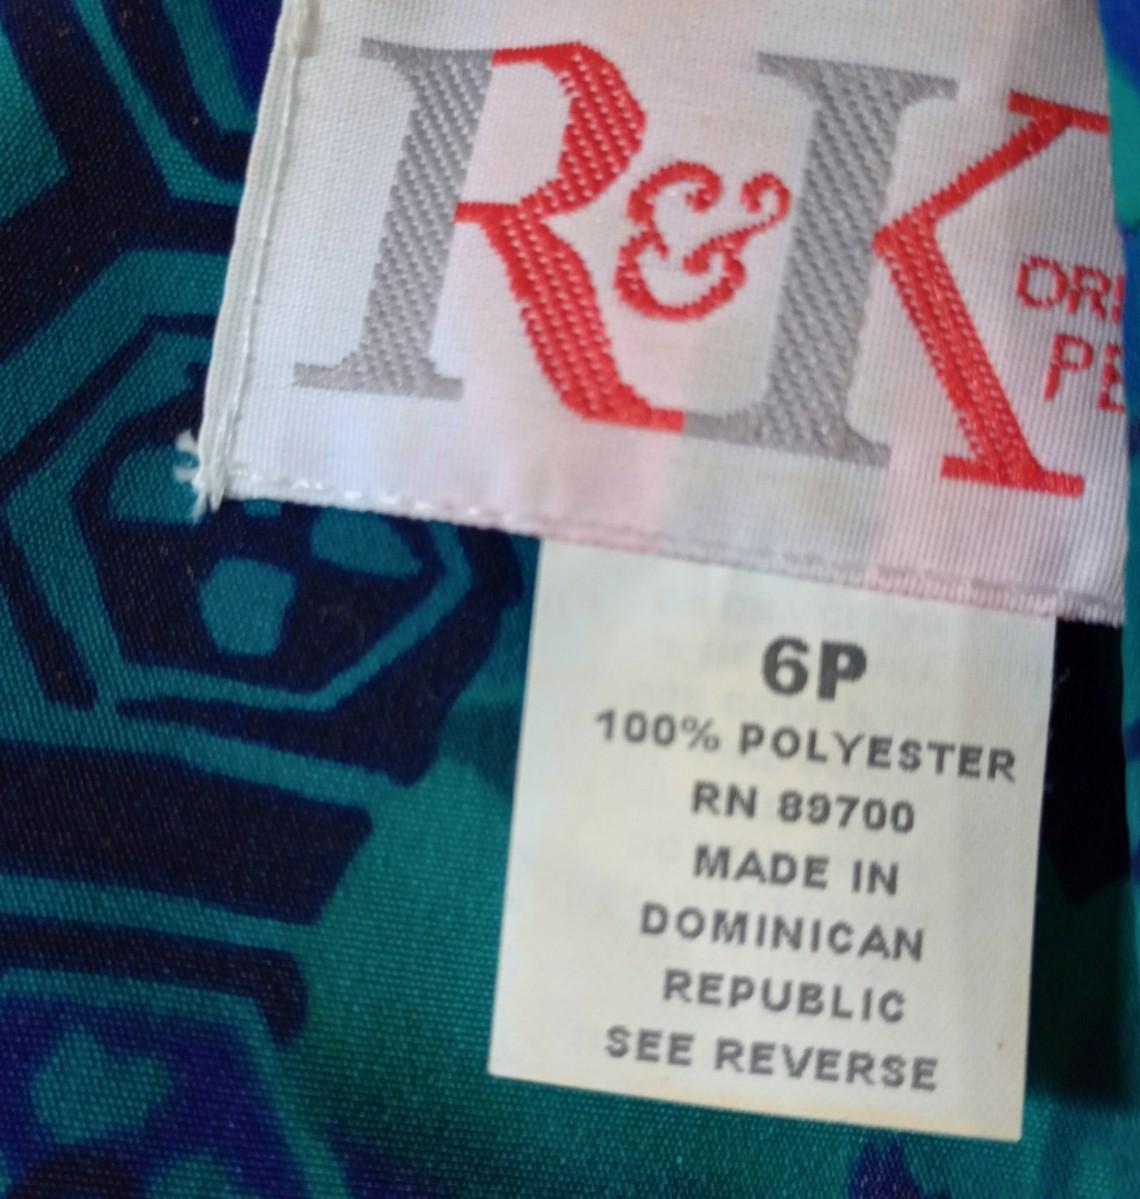 R&K
6P
100% POLYESTER
RN 89700
MADE IN
DOMINICAN
REPUBLIC
SEE REVERSE